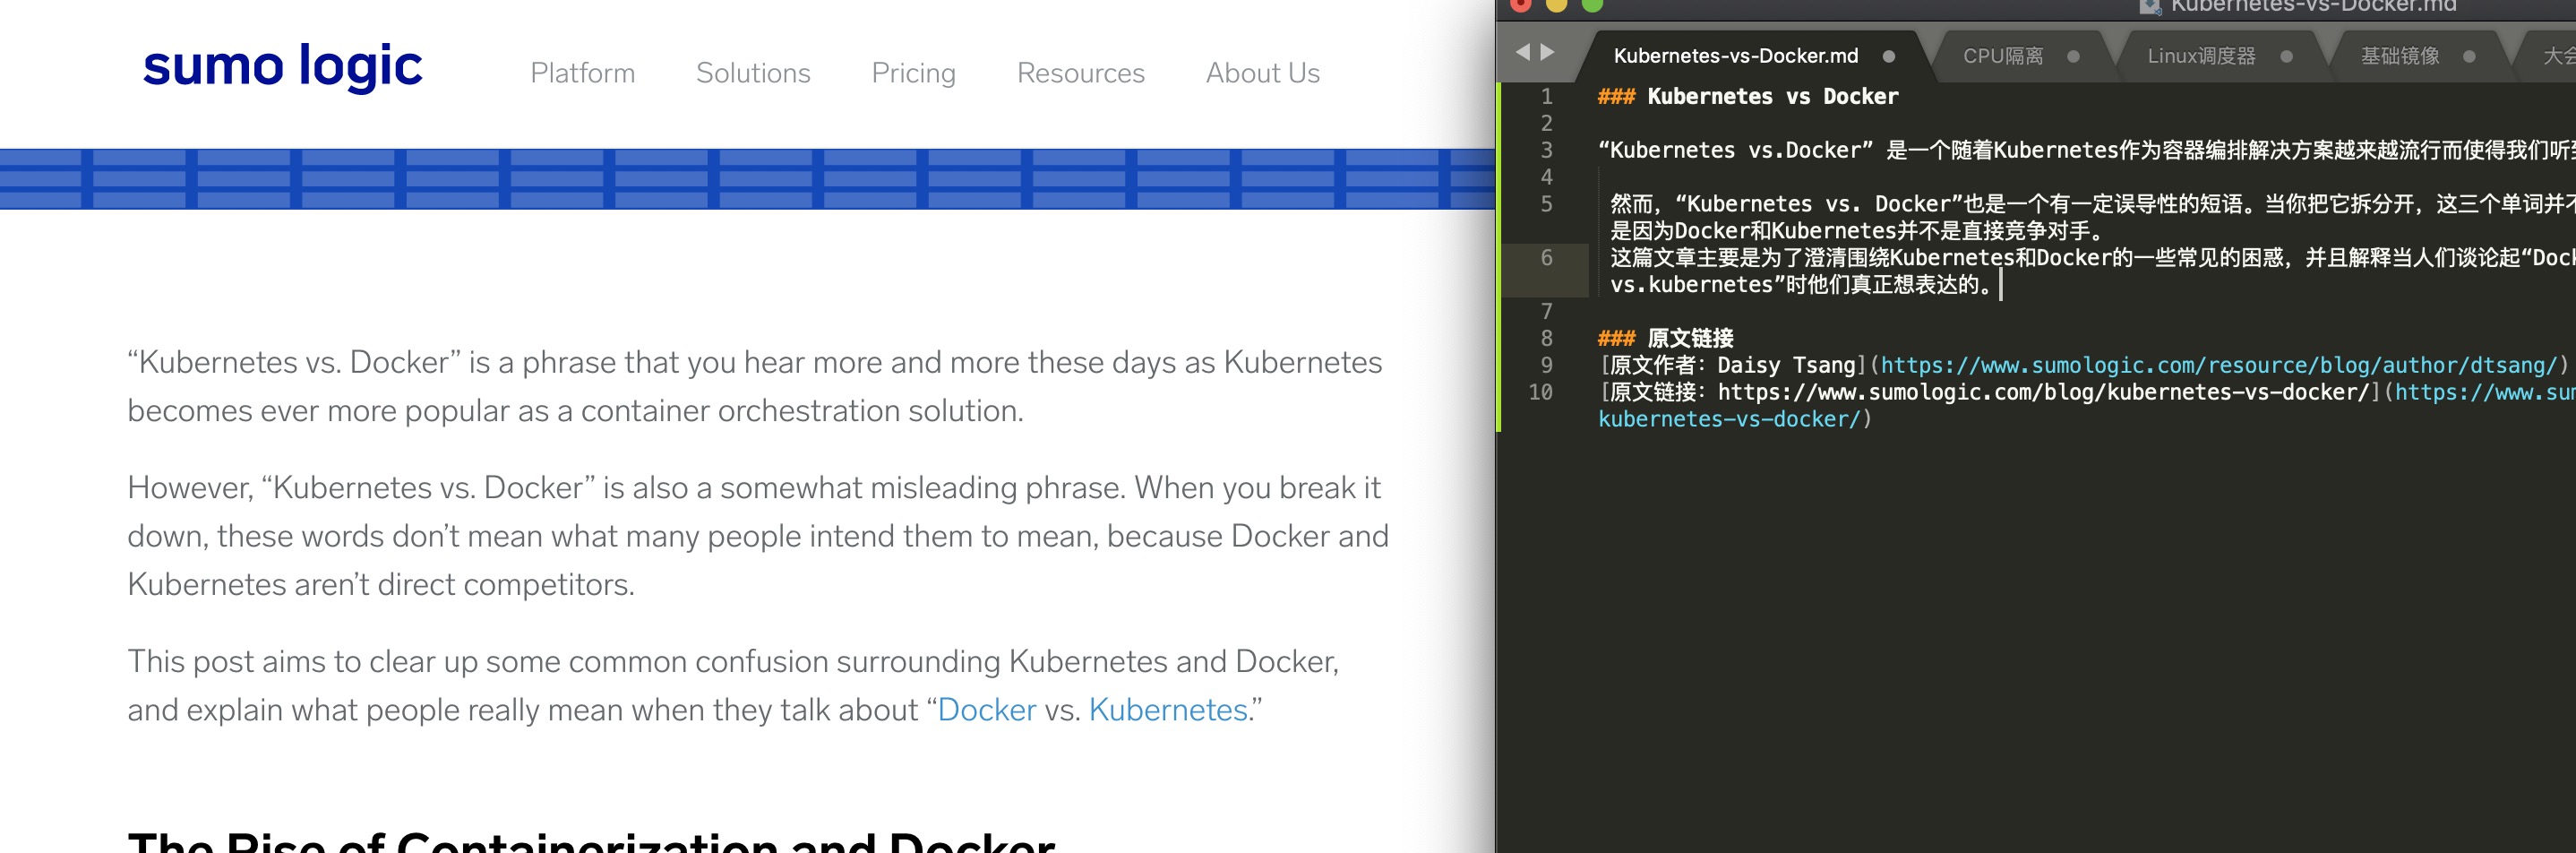 sumo logic
Platform Solutions Pricing Resources About Us
“Kubernetes vs. Docker” is a phrase that you hear more and more these days as Kubernetes
becomes ever more popular as a container orchestration solution.
However, “Kubernetes vs. Docker” is also a somewhat misleading phrase. When you break it
down, these words don’t mean what many people intend them to mean, because Docker and
Kubernetes aren’t direct competitors.
This post aims to clear up some common confusion surrounding Kubernetes and Docker,
and explain what people really mean when they talk about “Docker vs. Kubernetes.”
The Rise of Containerization and Docker
Kubernetes-vs-Docker.md
Kubernetes-vs-Docker.md CPU隔离 Linux调度器 基础镜像 大会
1 ### Kubernetes vs Docker
2
3 “Kubernetes vs.Docker” 是一个随着Kubernetes作为容器编排解决方案越来越流行而使得我们听到
4
5 然而，“Kubernetes vs. Docker”也是一个有一定误导性的短语。当你把它拆分开，这三个单词并不
是因为Docker和Kubernetes并不是直接竞争对手。
6 这篇文章主要是为了澄清围绕Kubernetes和Docker的一些常见的困惑，并且解释当人们谈论起“Dock
vs.kubernetes”时他们真正想表达的。
7
8 ### 原文链接
9 [原文作者：Daisy Tsang](https://www.sumologic.com/resource/blog/author/dtsang/)
10 [原文链接：https://www.sumologic.com/blog/kubernetes-vs-docker/](https://www.sum
kubernetes-vs-docker/)